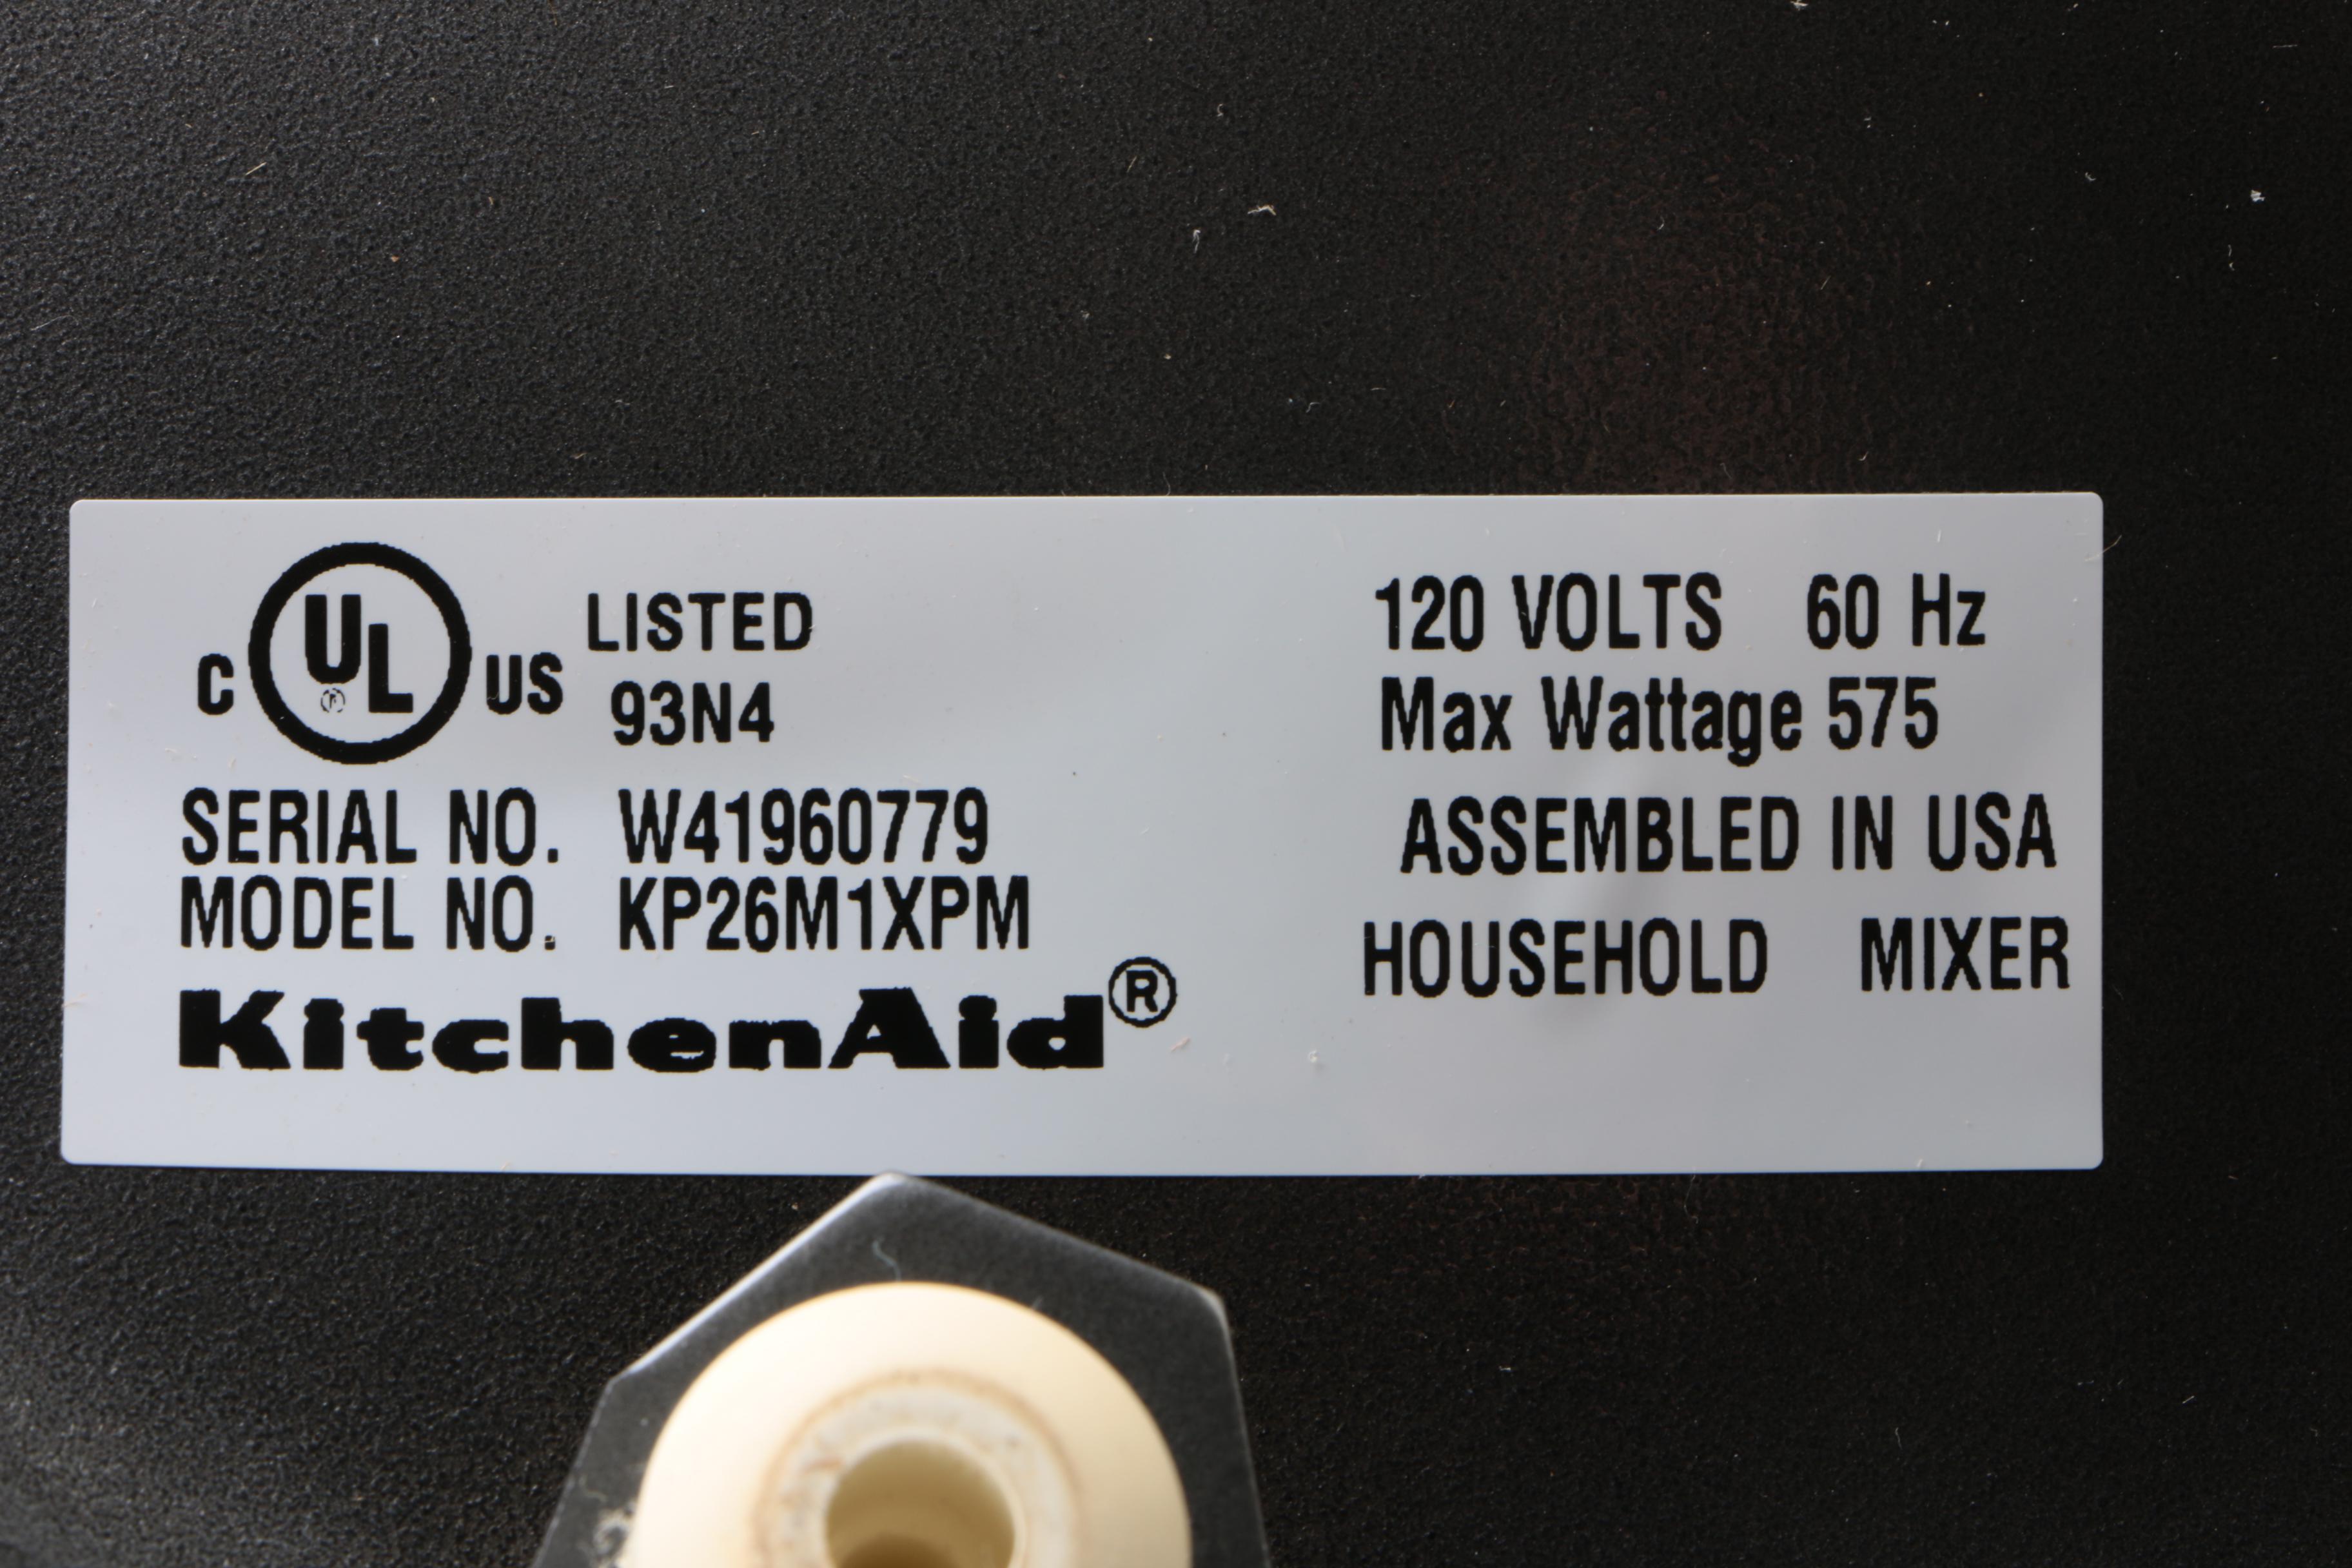 C UL ® US LISTED
93N4
SERIAL NO. W41960779
MODEL NO. KP26M1XPM
KitchenAid®
120 VOLTS 60 Hz
Max Wattage 575
ASSEMBLED IN USA
HOUSEHOLD MIXER